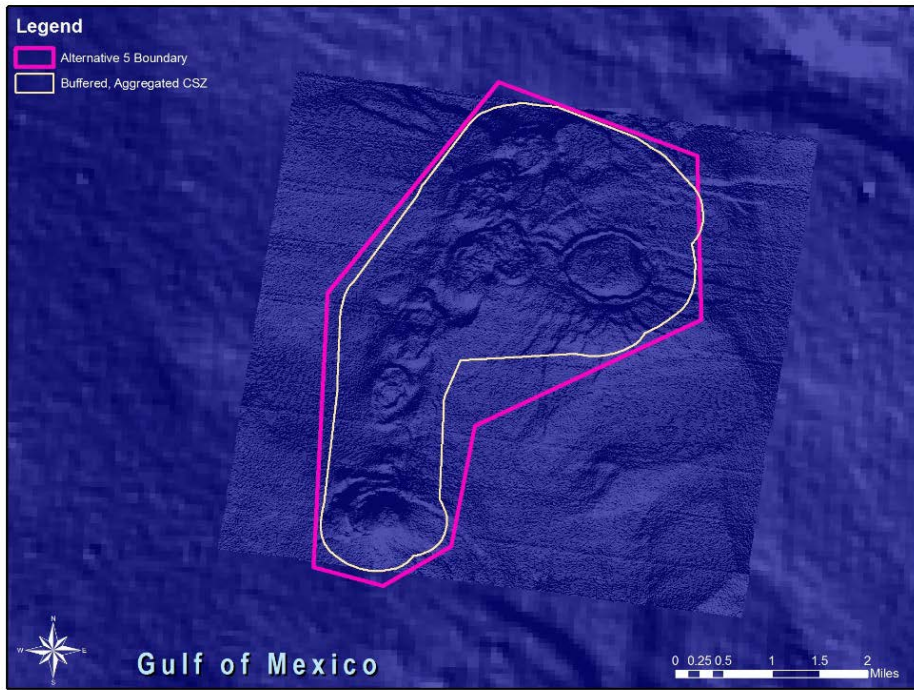 Legend
Alternative 5 Boundary
Buffered, Aggregated CSZ
N
W E
S
Gulf of Mexico
0 0.25 0.5 1 1.5 2
Miles